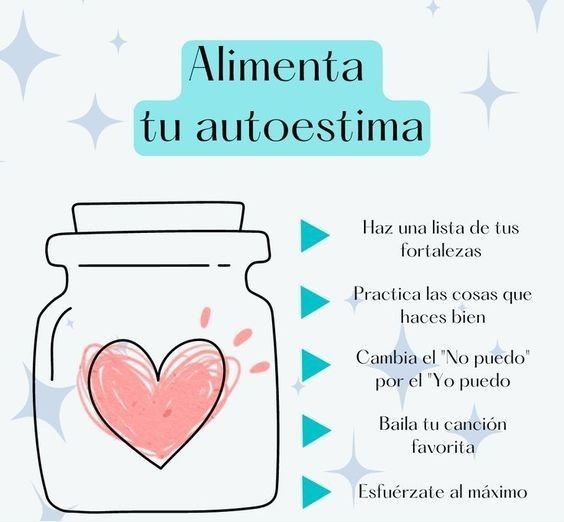 Alimenta
tu autoestima
Haz una lista de tus
fortalezas
Practica las cosas que
haces bien
Cambia el "No puedo"
por el "Yo puedo
Baila tu canción
favorita
Esfuérzate al máximo